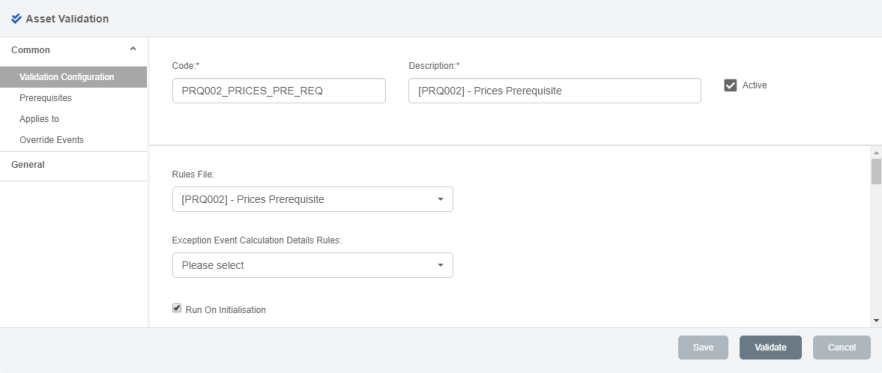 Asset Validation
Common
Validation Configuration
Prerequisites
Applies to
Override Events
General
Code:*
Description:*
PRQ002_PRICES_PRE_REQ
[PRQ002] - Prices Prerequisite
Active
Rules File:
[PRQ002] - Prices Prerequisite
Exception Event Calculation Details Rules:
Please select
Run On Initialisation
Save
Validate
Cancel